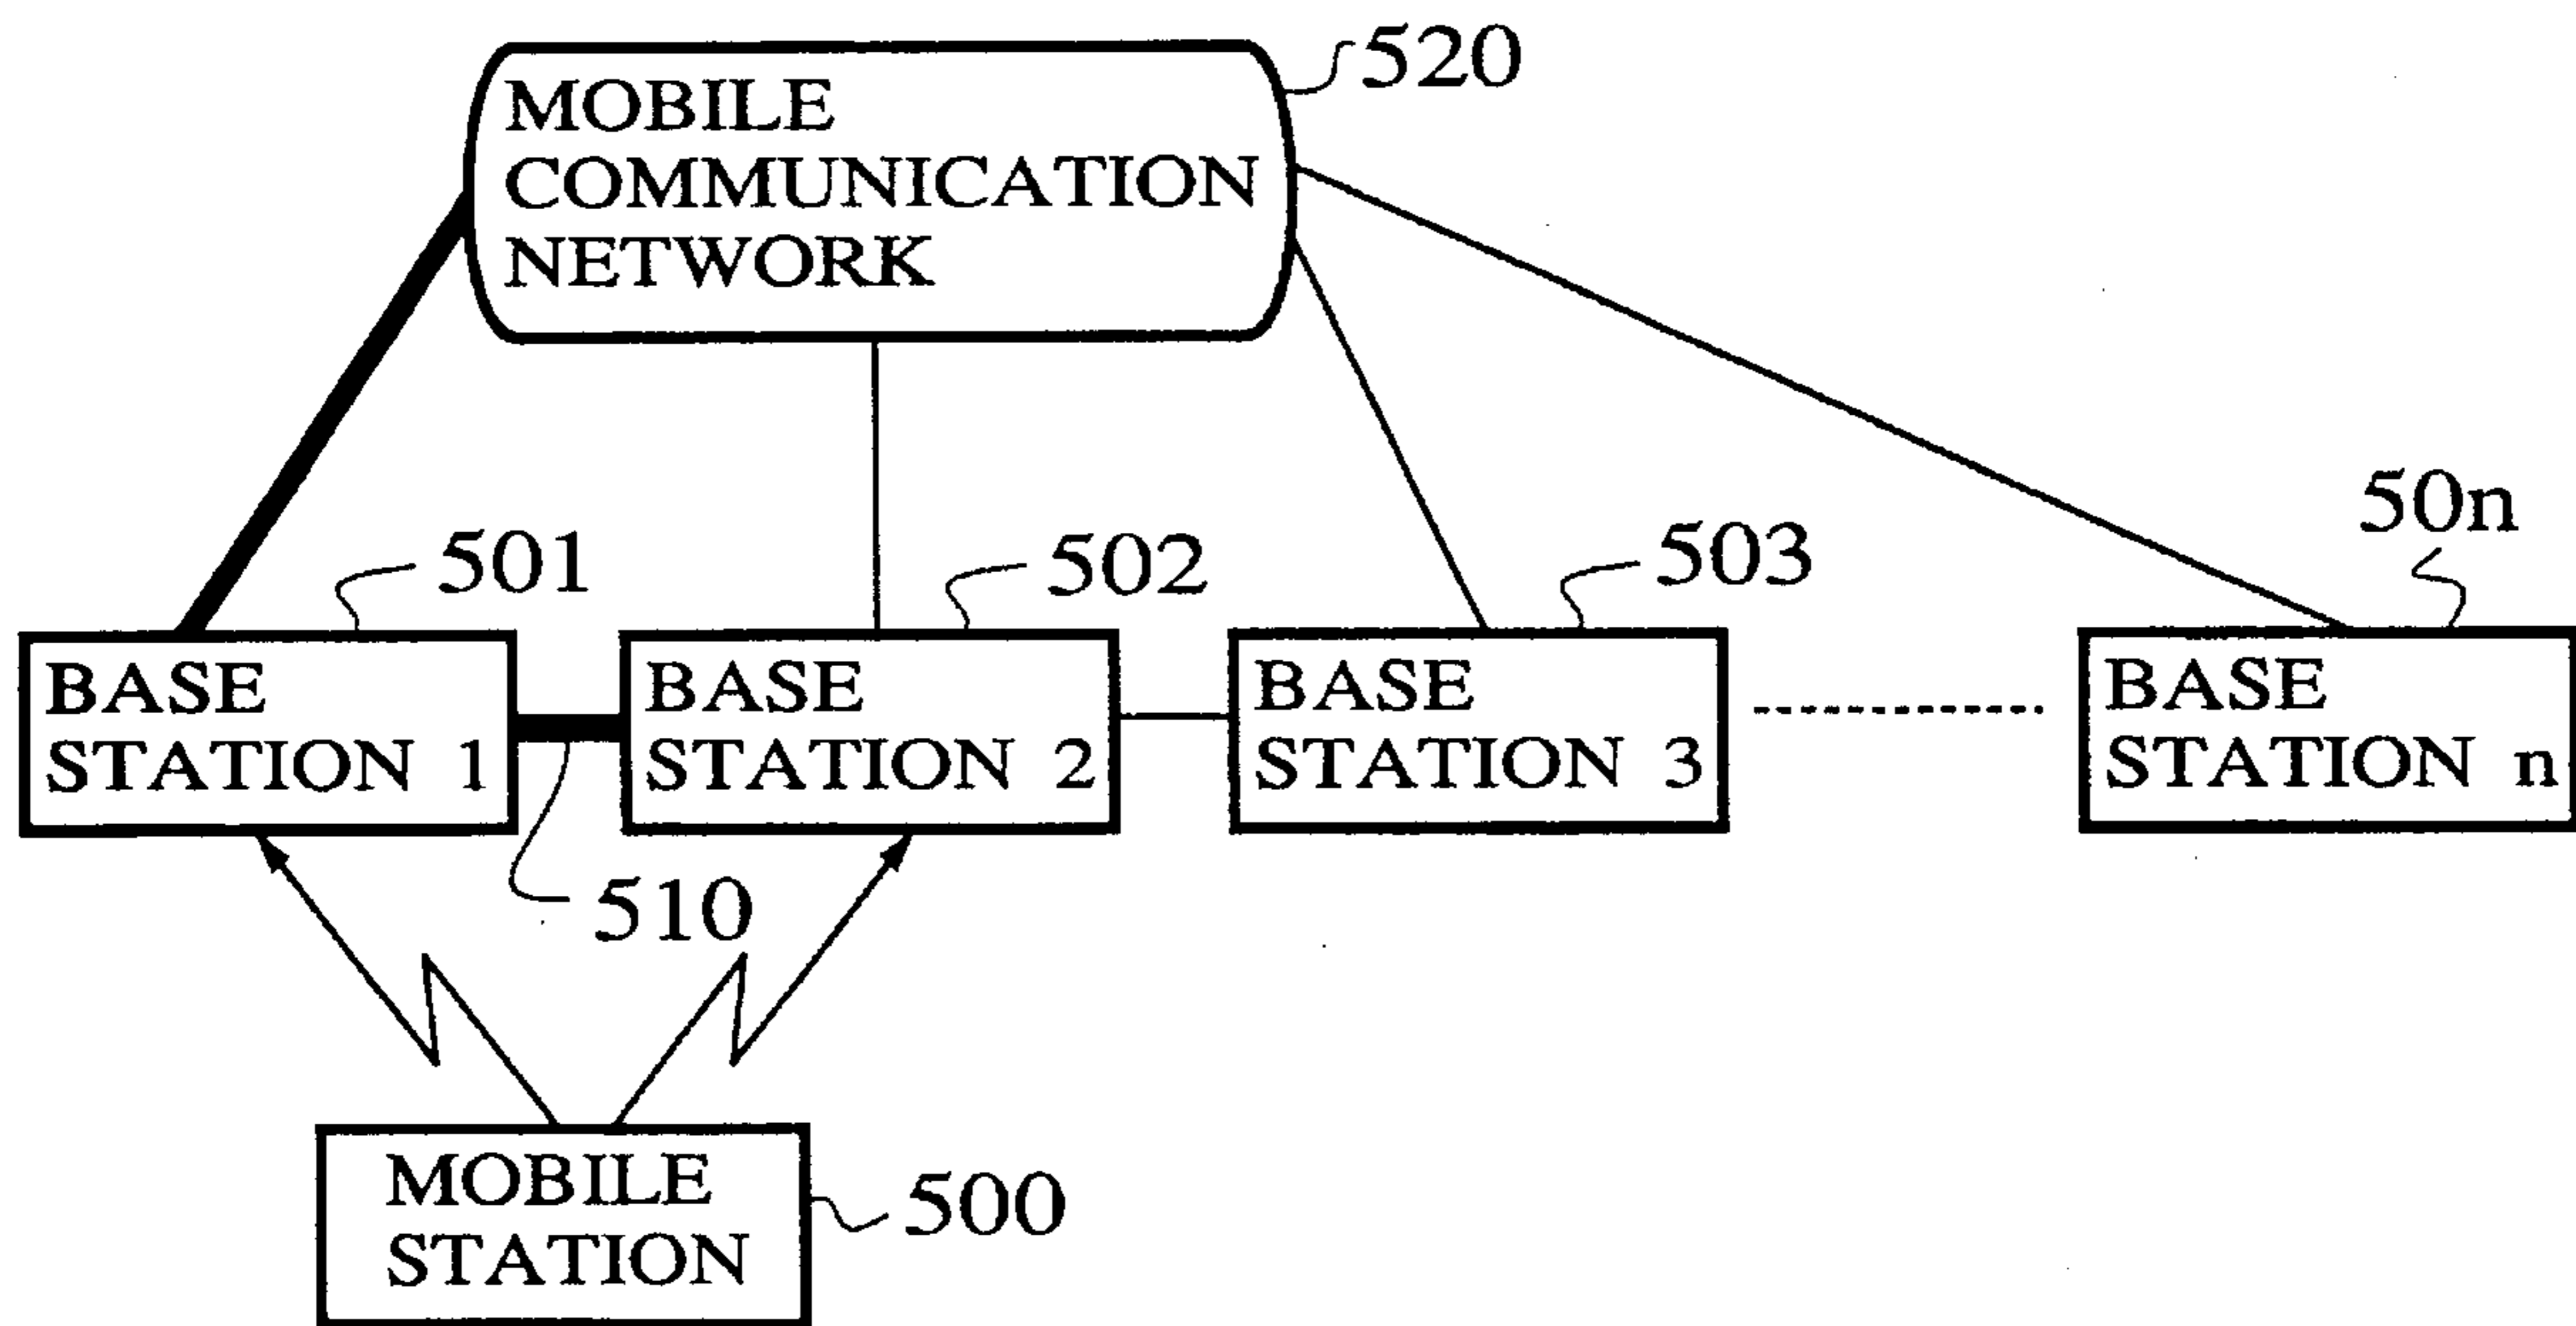 520
MOBILE
COMMUNICATION
NETWORK
50n
501
502
503
BASE
STATION 1
BASE
STATION 2
BASE
STATION 3
BASE
STATION n
510
MOBILE
STATION
500